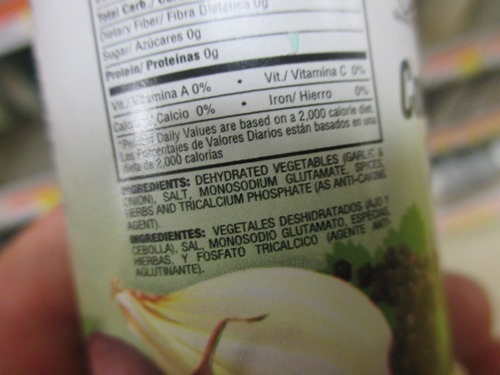 Total Carb./
Dietary Fiber/ Fibra Dietética 0g
Sugar/ Azúcares 0g
Protein/ Proteínas 0g
Vit./ Vitamina A 0% • Vit./ Vitamina C 0%
Calcium/ Calcio 0% • Iron/ Hierro 0%
*Percent Daily Values are based on a 2,000 calorie diet.
Los Porcentajes de Valores Diarios están basados en una
dieta de 2,000 calorías
INGREDIENTS: DEHYDRATED VEGETABLES (GARLIC &
ONION), SALT, MONOSODIUM GLUTAMATE, SPICES,
HERBS AND TRICALCIUM PHOSPHATE (AS ANTI-CAKING
AGENT).
INGREDIENTES: VEGETALES DESHIDRATADOS (AJO Y
CEBOLLA), SAL, MONOSODIO GLUTAMATO, ESPECIAS,
HIERBAS, Y FOSFATO TRICALCICO (AGENTE ANTI-
AGLUTINANTE).